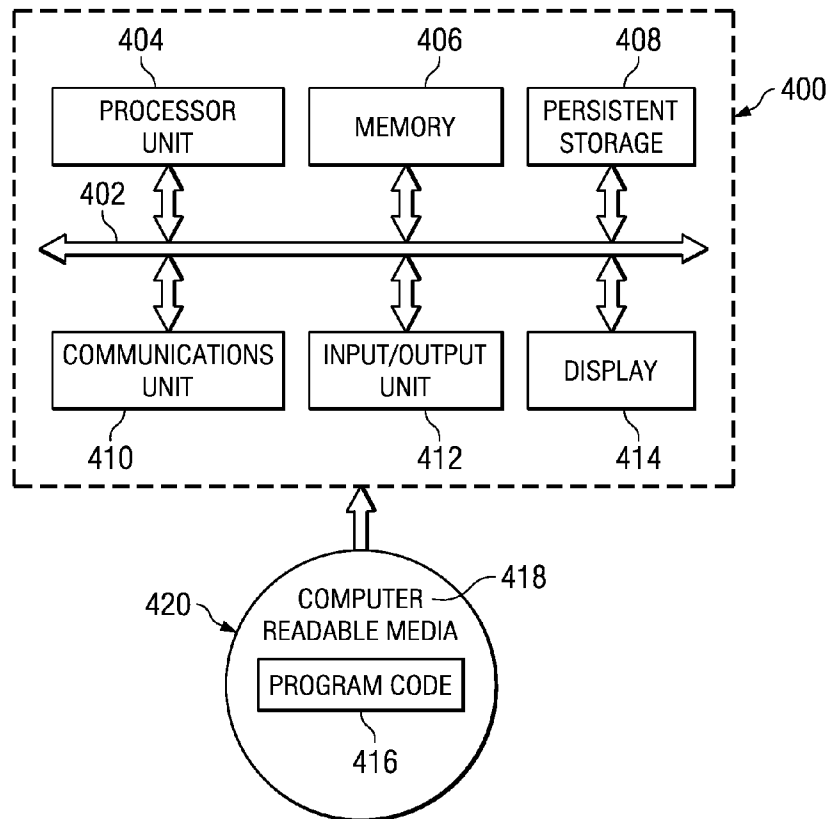 404
406
408
400
PROCESSOR
UNIT
MEMORY
PERSISTENT
STORAGE
402
COMMUNICATIONS
UNIT
INPUT/OUTPUT
UNIT
DISPLAY
410
412
414
420
418
COMPUTER
READABLE MEDIA
PROGRAM CODE
416